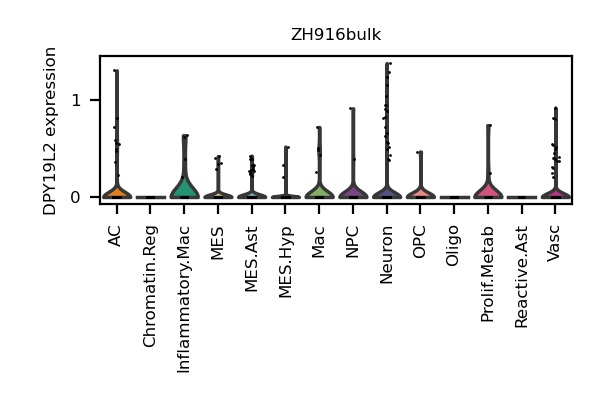 ZH916bulk
DPY19L2 expression
1
0
AC
Chromatin.Reg
Inflammatory.Mac
MES
MES.Ast
MES.Hyp
Mac
NPC
Neuron
OPC
Oligo
Prolif.Metab
Reactive.Ast
Vasc